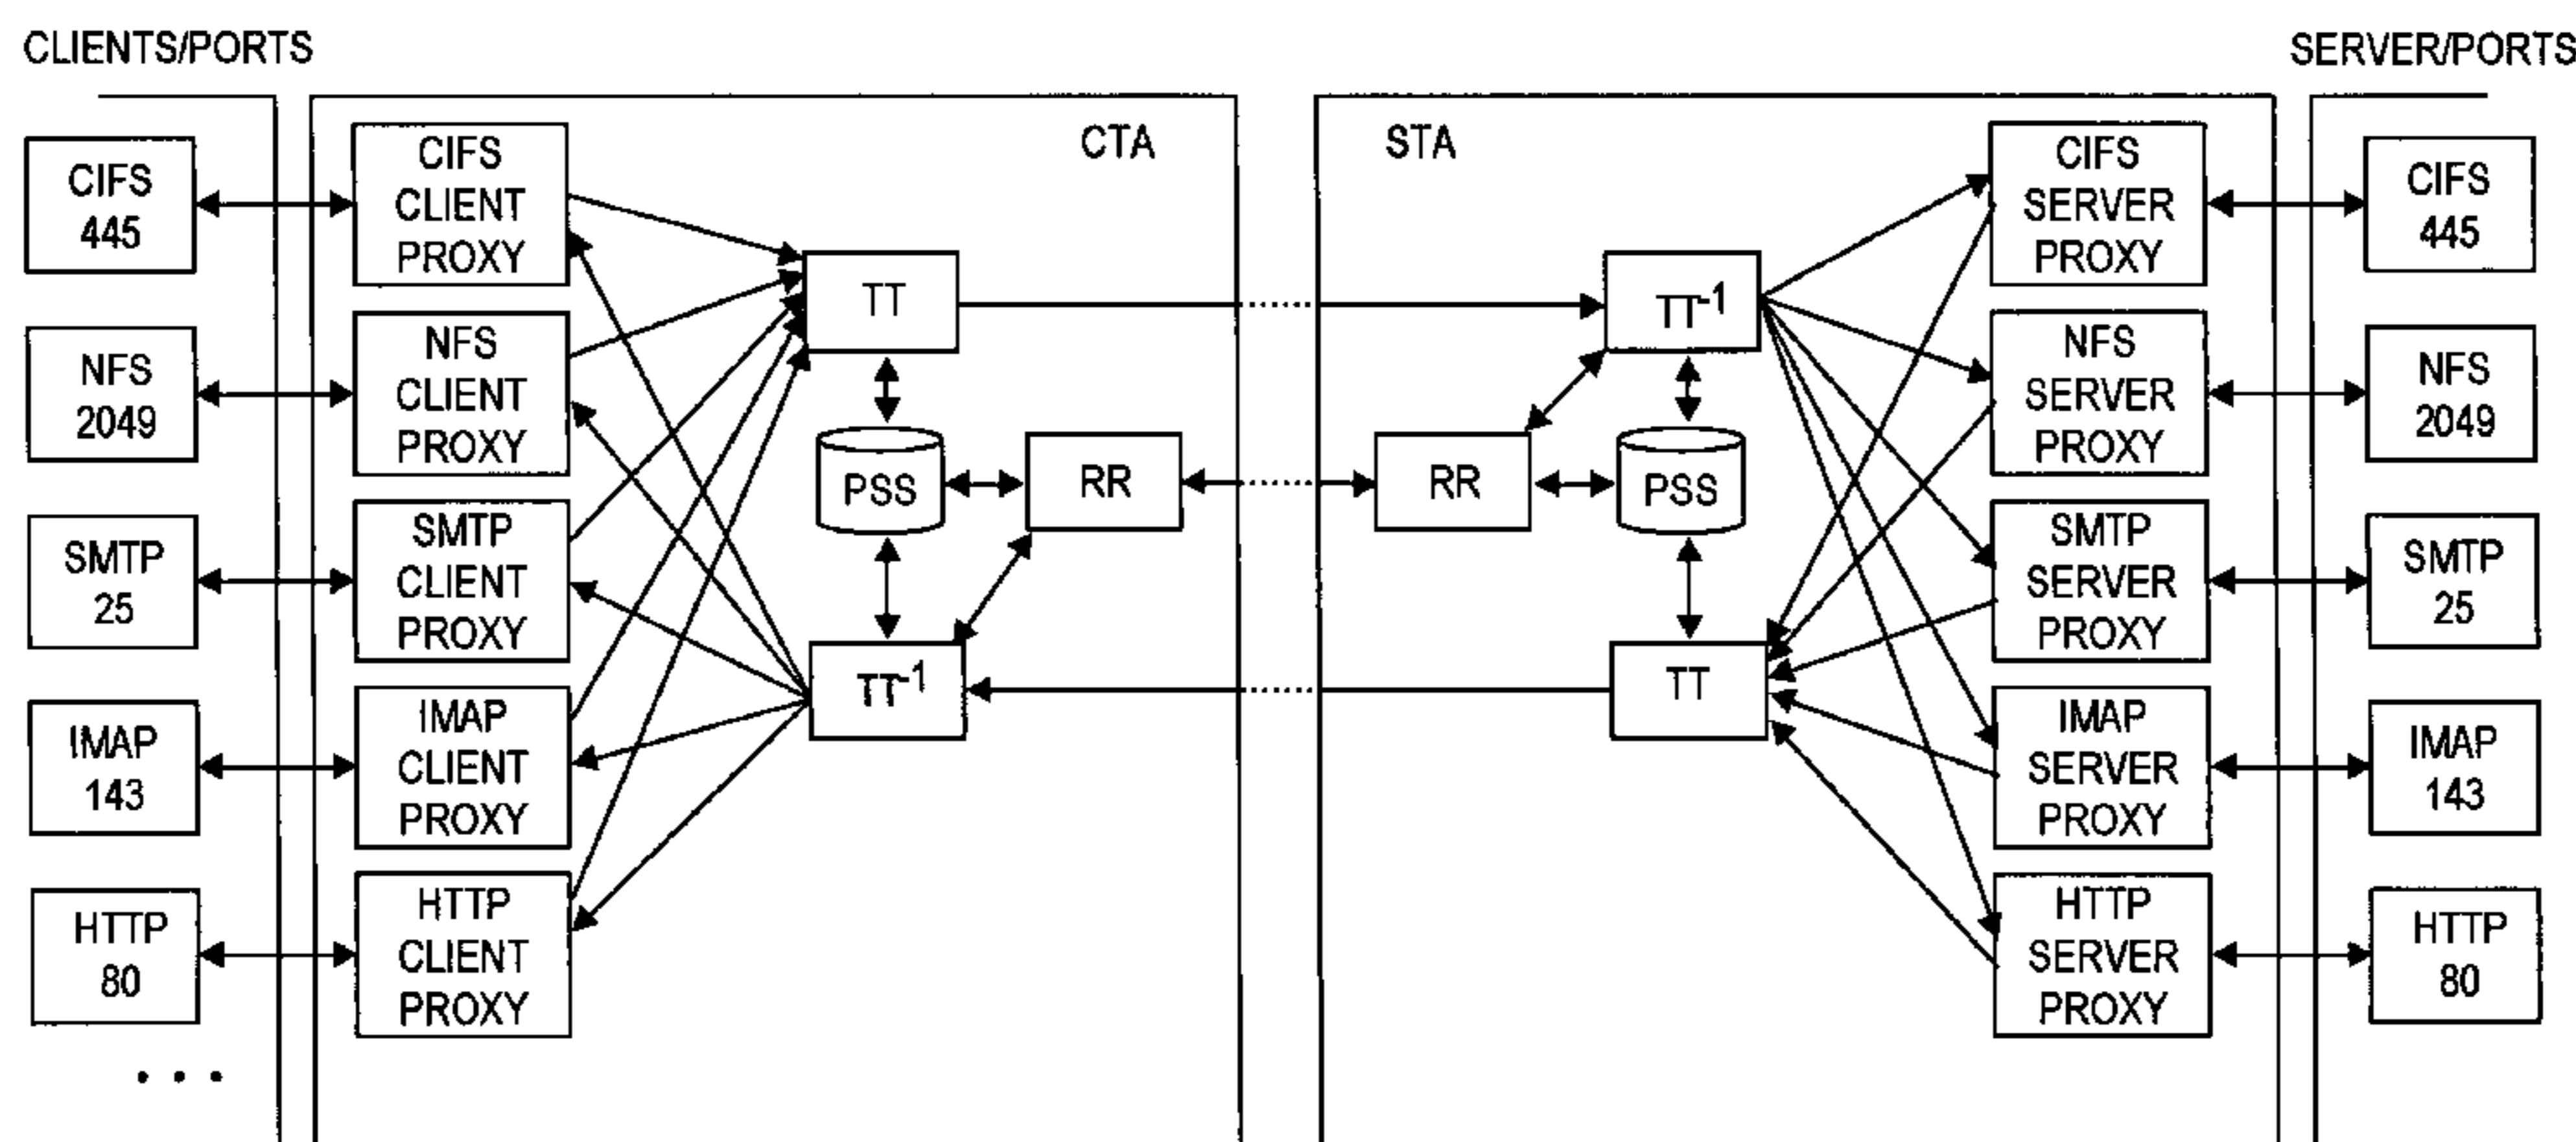 CLIENTS/PORTS
SERVER/PORTS
CTA
STA
CIFS
445
NFS
2049
SMTP
25
IMAP
143
HTTP
80
...
CIFS
CLIENT
PROXY
NFS
CLIENT
PROXY
SMTP
CLIENT
PROXY
IMAP
CLIENT
PROXY
HTTP
CLIENT
PROXY
TT
PSS
RR
TT-1
TT-1
RR
PSS
TT
CIFS
SERVER
PROXY
NFS
SERVER
PROXY
SMTP
SERVER
PROXY
IMAP
SERVER
PROXY
HTTP
SERVER
PROXY
CIFS
445
NFS
2049
SMTP
25
IMAP
143
HTTP
80